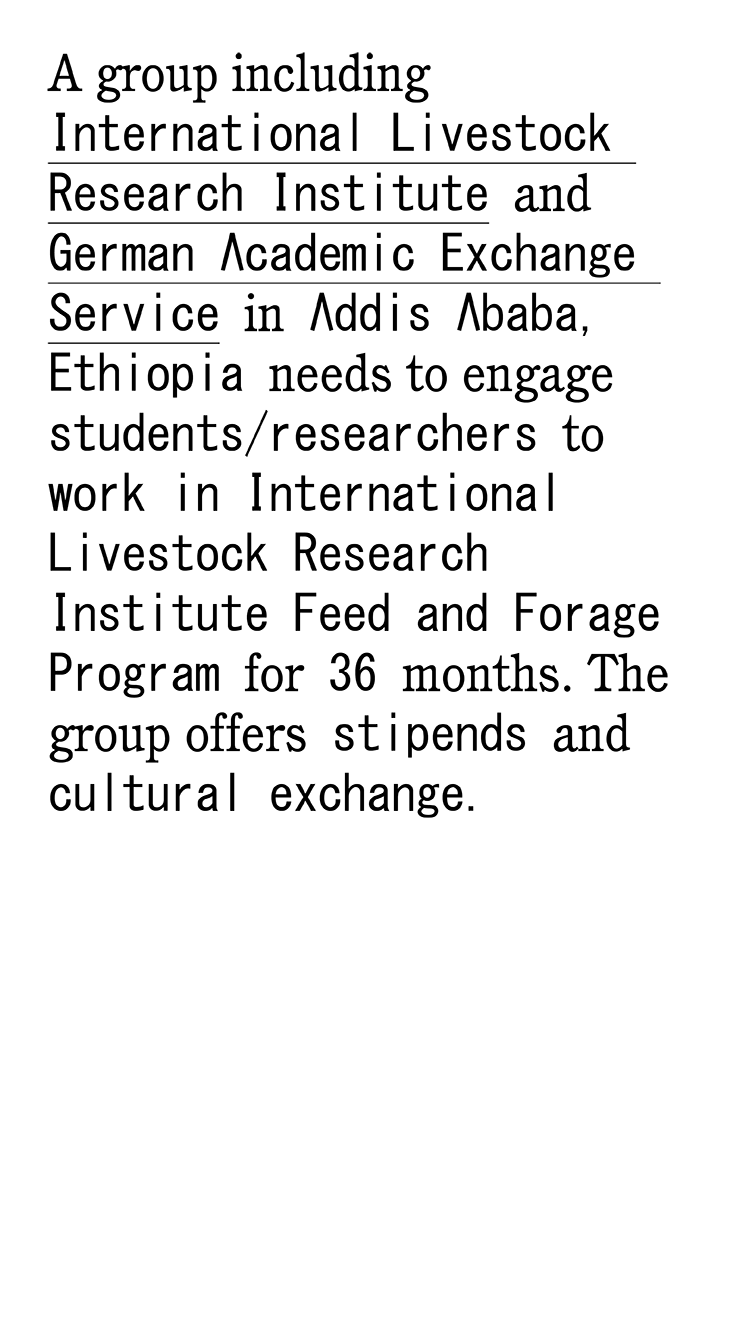 A group including
International Livestock
Research Institute and
German Academic Exchange
Service in Addis Ababa,
Ethiopia needs to engage
students/researchers to
work in International
Livestock Research
Institute Feed and Forage
Program for 36 months. The
group offers stipends and
cultural exchange.